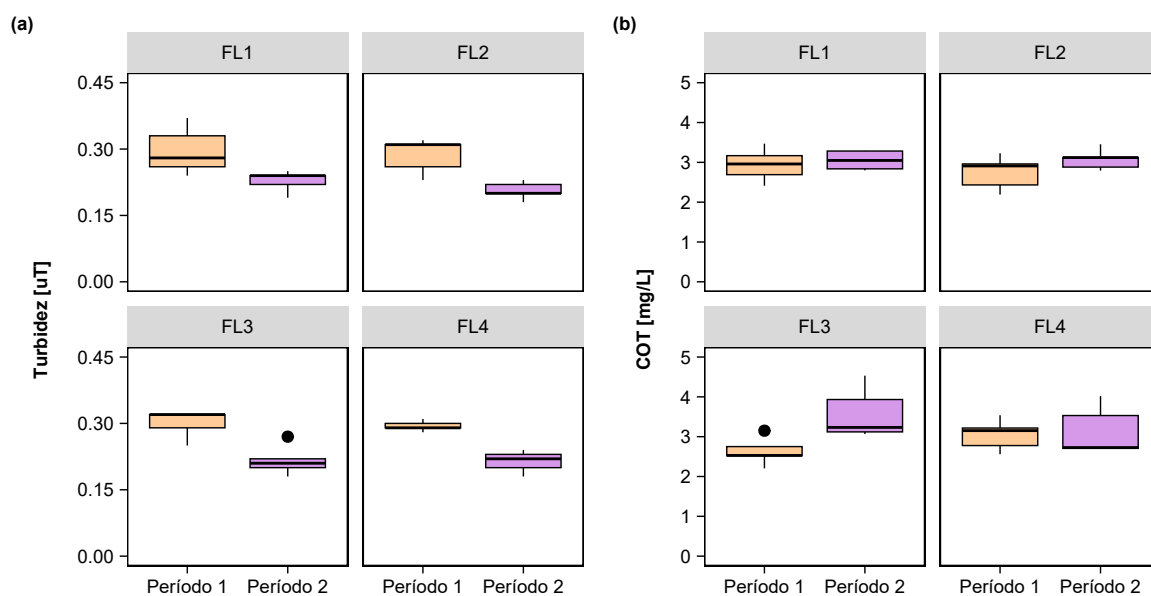 (a)
Turbidez [uT]
FL1
FL2
0.45
0.30
0.15
0.00
FL3
FL4
0.45
0.30
0.15
0.00
Período 1
Período 2
Período 1
Período 2
(b)
COT [mg/L]
FL1
FL2
5
4
3
2
1
0
FL3
FL4
5
4
3
2
1
0
Período 1
Período 2
Período 1
Período 2